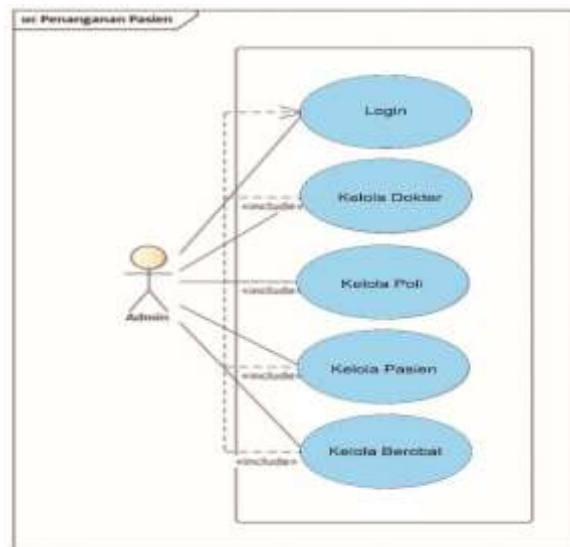 uc Penanganan Pasien
Login
Kelola Dokter
«include»
Kelola Poli
«include»
Admin
Kelola Pasien
«include»
Kelola Berobat
«include»